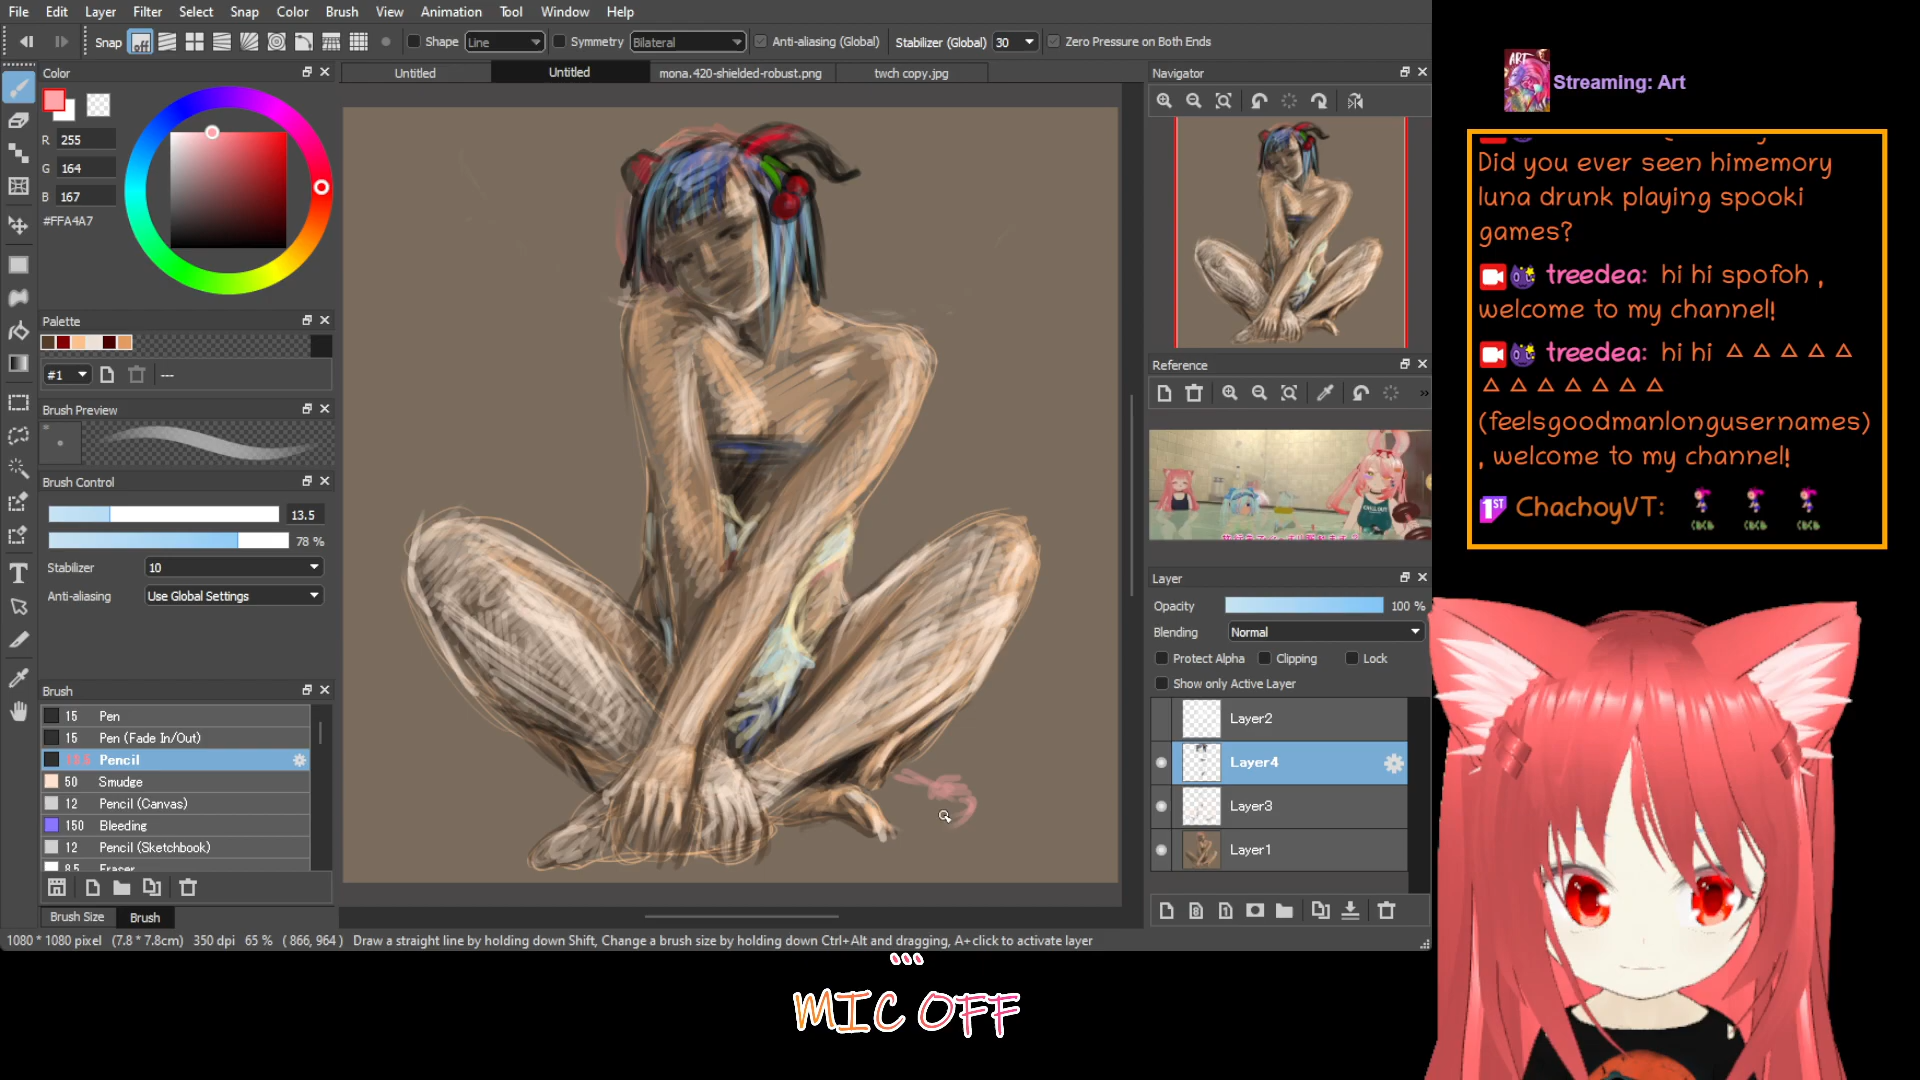 File Edit Layer Filter Select Snap Color Brush View Animation Tool Window Help
Snap off Shape Line Symmetry Bilateral Anti-aliasing (Global) Stabilizer (Global) 30 Zero Pressure on Both Ends
Color
R 255
G 164
B 167
#FFA4A7
Palette
#1 ---
Brush Preview
Brush Control
13.5
78 %
Stabilizer 10
Anti-aliasing: Use Global Settings
Brush
15 Pen
15 Pen (Fade In/Out)
Pencil
50 Smudge
12 Pencil (Canvas)
150 Bleeding
12 Pencil (Sketchbook)
8.5 Eraser
Brush Size Brush
Untitled Untitled mona.420-shielded-robust.png twch copy.jpg
Navigator
Reference
CHILL OUT
Layer
Opacity 100 %
Blending Normal
Protect Alpha Clipping Lock
Show only Active Layer
Layer2
Layer4
Layer3
Layer1
1080 * 1080 pixel (7.8 * 7.8cm) 350 dpi 65 % ( 866, 964 ) Draw a straight line by holding down Shift, Change a brush size by holding down Ctrl+Alt and dragging, A+click to activate layer
MIC OFF
ART
Streaming: Art
Did you ever seen himemory
luna drunk playing spooki
games?
treedea: hi hi spofoh ,
welcome to my channel!
treedea: hi hi △ △ △ △ △
△ △ △ △ △ △ △
(feelsgoodmanlongusernames)
, welcome to my channel!
1ST ChachoyVT: